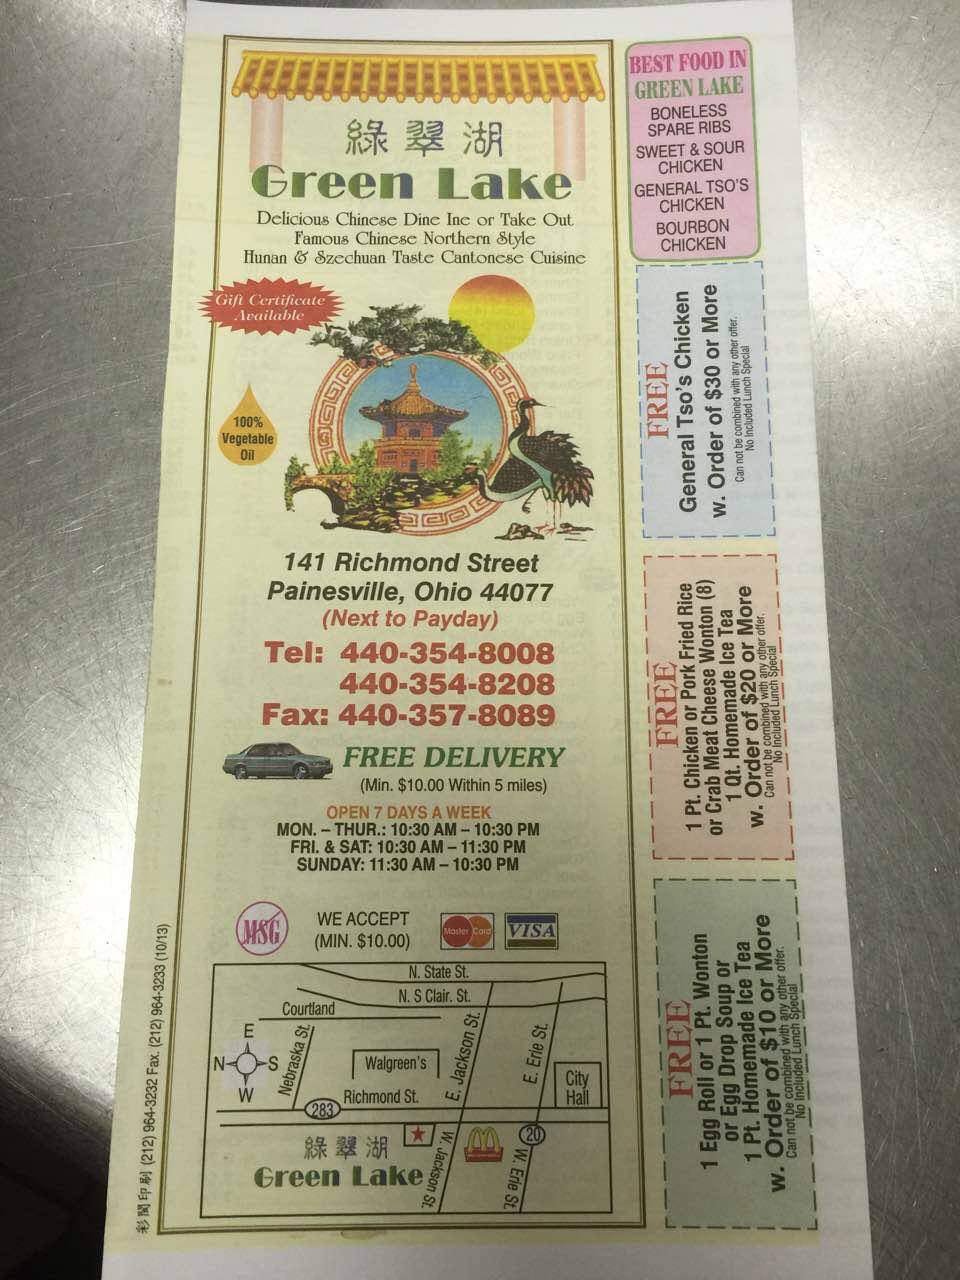 綠翠湖
Green Lake
Delicious Chinese Dine Ine or Take Out
Famous Chinese Northern Style
Hunan & Szechuan Taste Cantonese Cuisine
Gift Certificate
Available
100%
Vegetable
Oil
141 Richmond Street
Painesville, Ohio 44077
(Next to Payday)
Tel: 440-354-8008
440-354-8208
Fax: 440-357-8089
FREE DELIVERY
(Min. $10.00 Within 5 miles)
OPEN 7 DAYS A WEEK
MON. – THUR.: 10:30 AM – 10:30 PM
FRI. & SAT: 10:30 AM – 11:30 PM
SUNDAY: 11:30 AM – 10:30 PM
MSG
WE ACCEPT
(MIN. $10.00)
MasterCard
VISA
N. State St.
N. S Clair. St.
Courtland
E
N
S
W
Nebraska St.
Walgreen's
E. Jackson St.
E. Erie St.
City
Hall
Richmond St.
283
綠翠湖
Green Lake
W. Jackson St.
M
20
W. Erie St.
彩閣印刷 (212) 964-3232 Fax. (212) 964-3233 (10/13)
BEST FOOD IN
GREEN LAKE
BONELESS
SPARE RIBS
SWEET & SOUR
CHICKEN
GENERAL TSO'S
CHICKEN
BOURBON
CHICKEN
FREE
General Tso's Chicken
w. Order of $30 or More
Can not be combined with any other offer.
No Included Lunch Special
FREE
1 Pt. Chicken or Pork Fried Rice
or Crab Meat Cheese Wonton (8)
1 Qt. Homemade Ice Tea
w. Order of $20 or More
Can not be combined with any other offer.
No Included Lunch Special
FREE
1 Egg Roll or 1 Pt. Wonton
or Egg Drop Soup or
1 Pt. Homemade Ice Tea
w. Order of $10 or More
Can not be combined with any other offer.
No Included Lunch Special